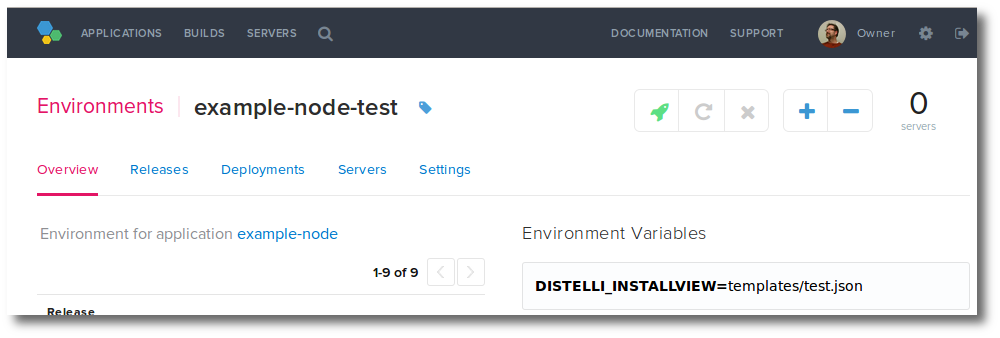 APPLICATIONS BUILDS SERVERS DOCUMENTATION SUPPORT Owner
Environments example-node-test
0
servers
Overview Releases Deployments Servers Settings
Environment for application example-node
1-9 of 9
Release
Environment Variables
DISTELLI_INSTALLVIEW=templates/test.json